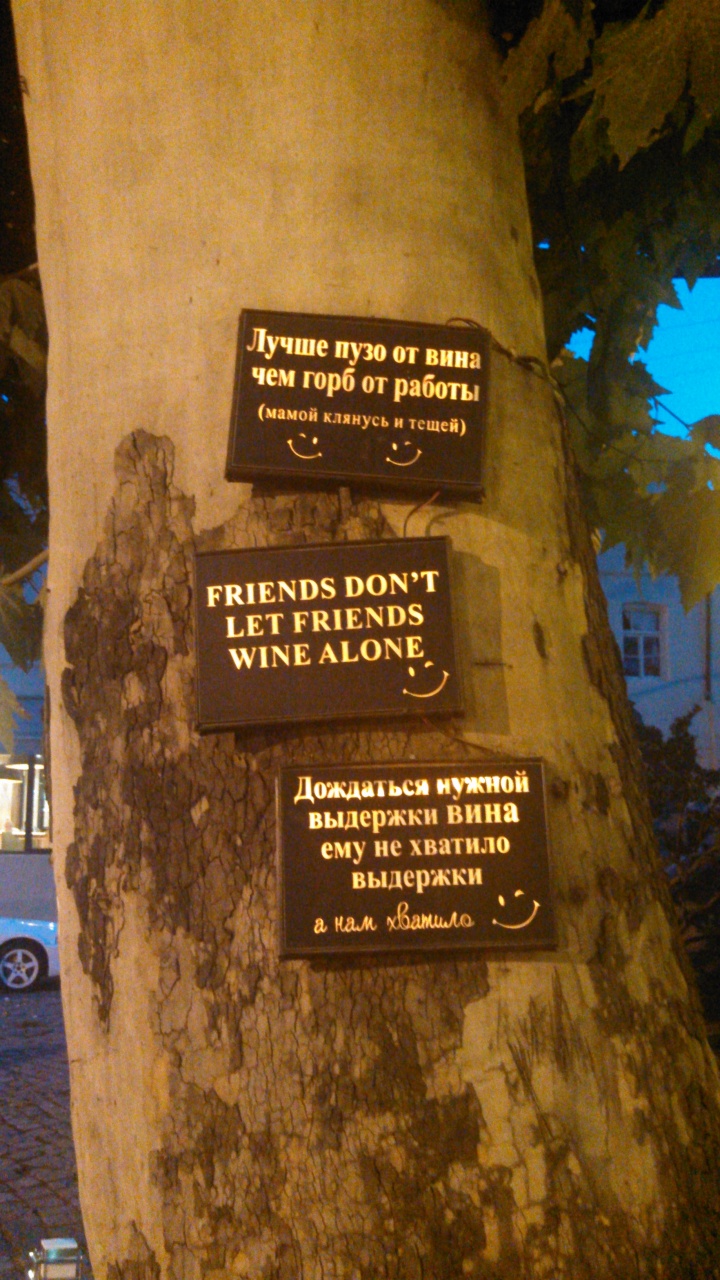 Лучше пузо от вина
чем горб от работы
(мамой клянусь и тещей)
FRIENDS DON'T
LET FRIENDS
WINE ALONE
Дождаться нужной
выдержки вина
ему не хватило
выдержки
а нам хватило